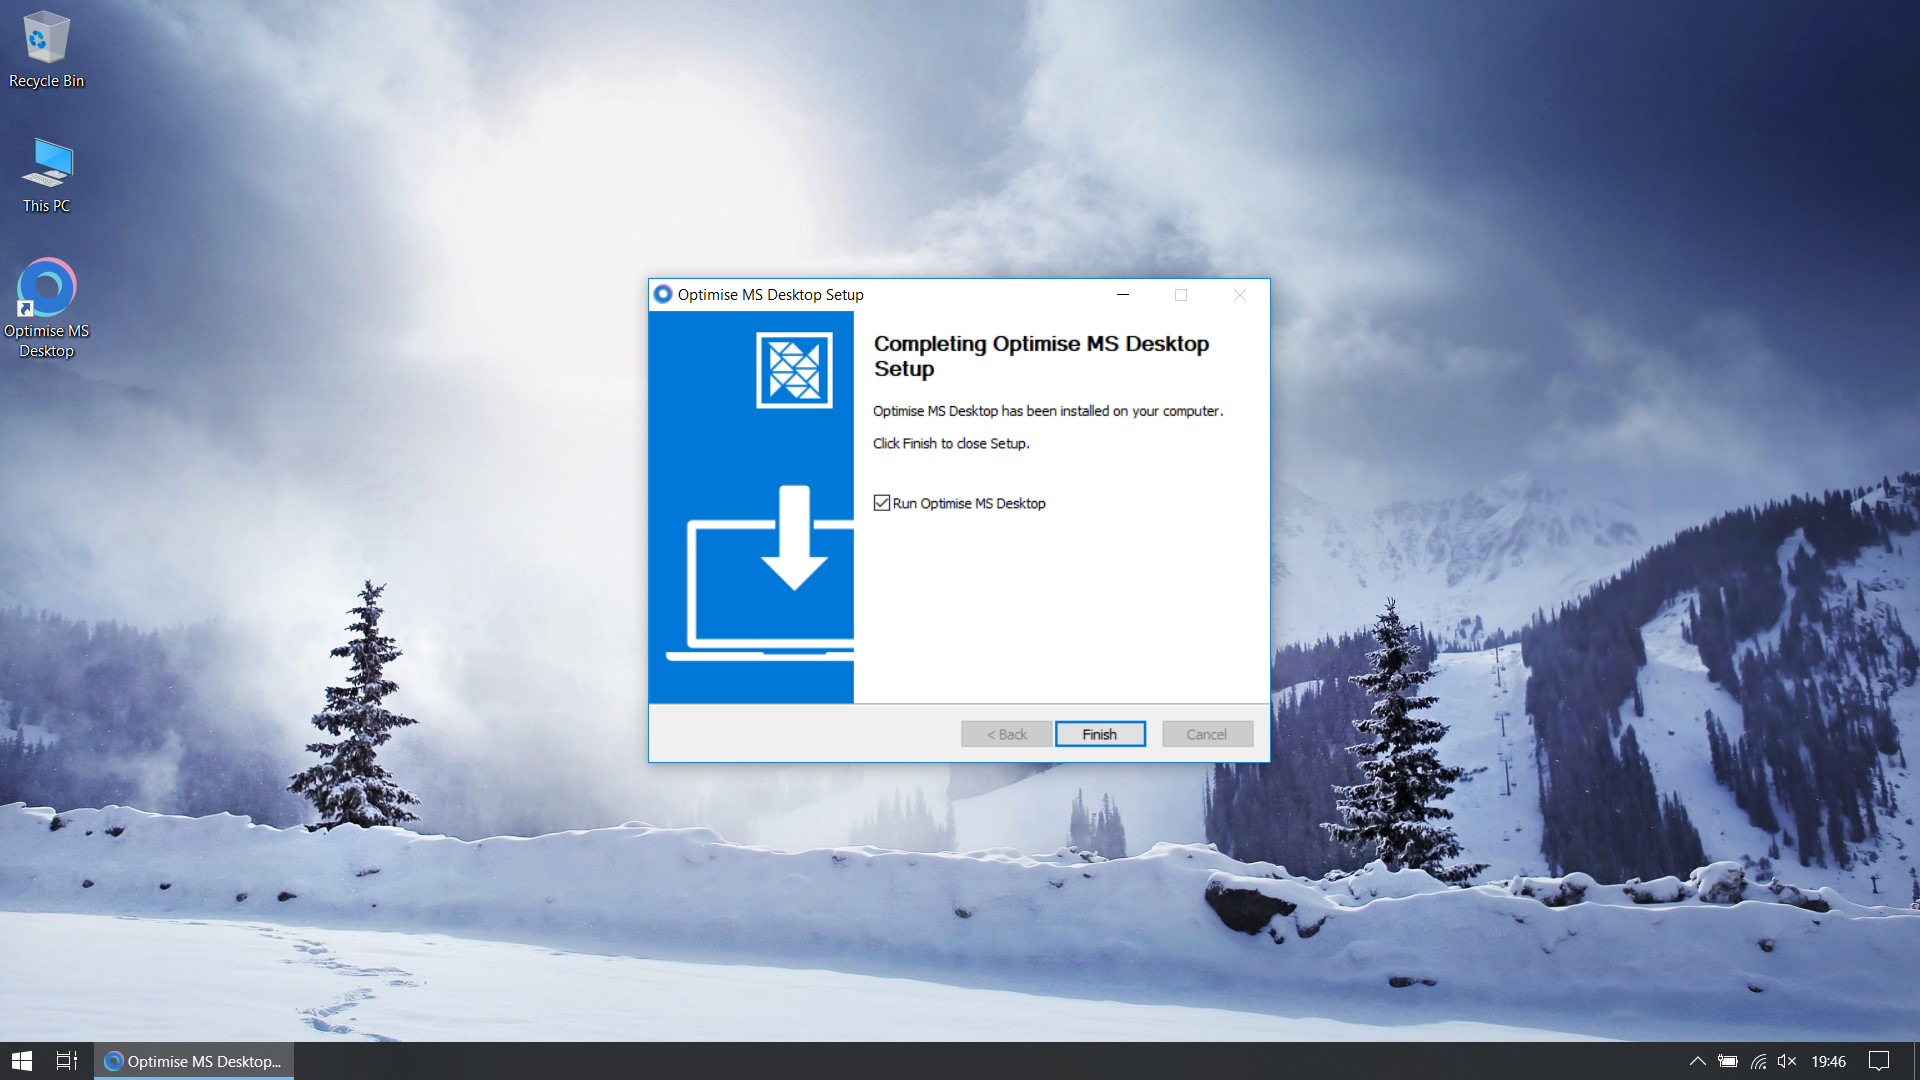 Recycle Bin
This PC
Optimise MS
Desktop
Optimise MS Desktop Setup
Completing Optimise MS Desktop
Setup
Optimise MS Desktop has been installed on your computer.
Click Finish to close Setup.
Run Optimise MS Desktop
< Back
Finish
Cancel
Optimise MS Desktop...
19:46